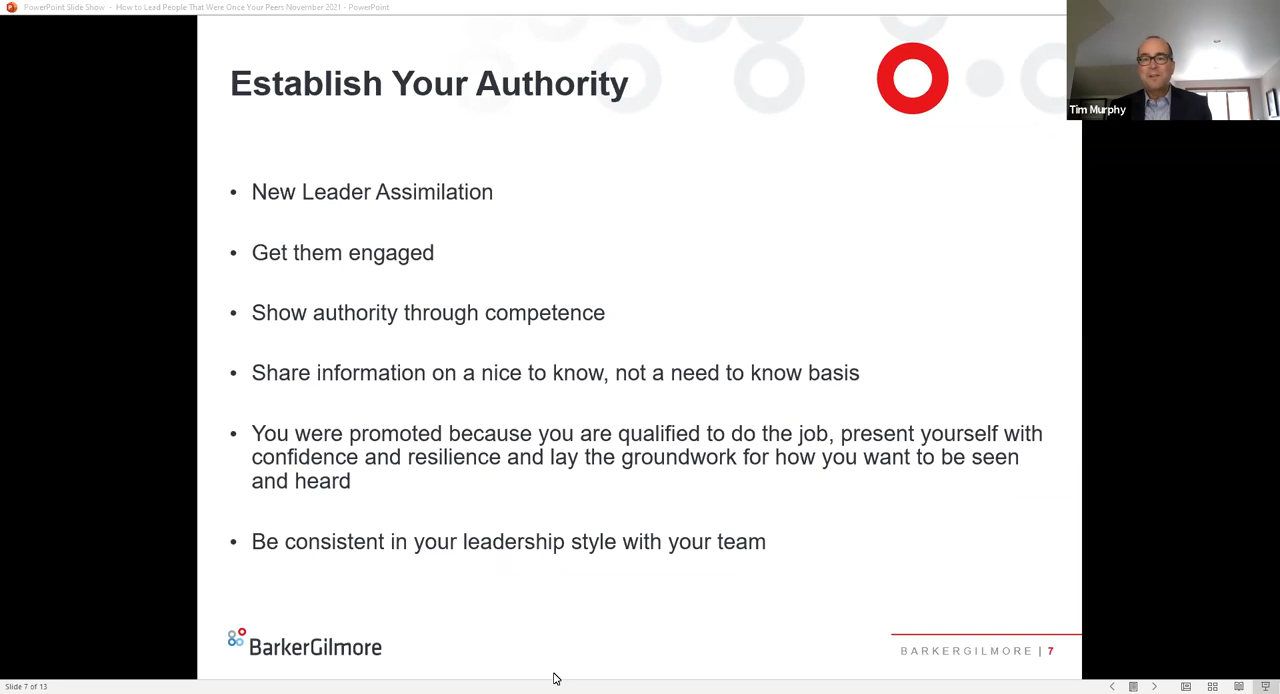 PowerPoint Slide Show - How to Lead People That Were Once Your Peers November 2021 - PowerPoint
Establish Your Authority
Tim Murphy
• New Leader Assimilation
• Get them engaged
• Show authority through competence
• Share information on a nice to know, not a need to know basis
• You were promoted because you are qualified to do the job, present yourself with
confidence and resilience and lay the groundwork for how you want to be seen
and heard
• Be consistent in your leadership style with your team
BarkerGilmore
BARKERGILMORE | 7
Slide 7 of 13